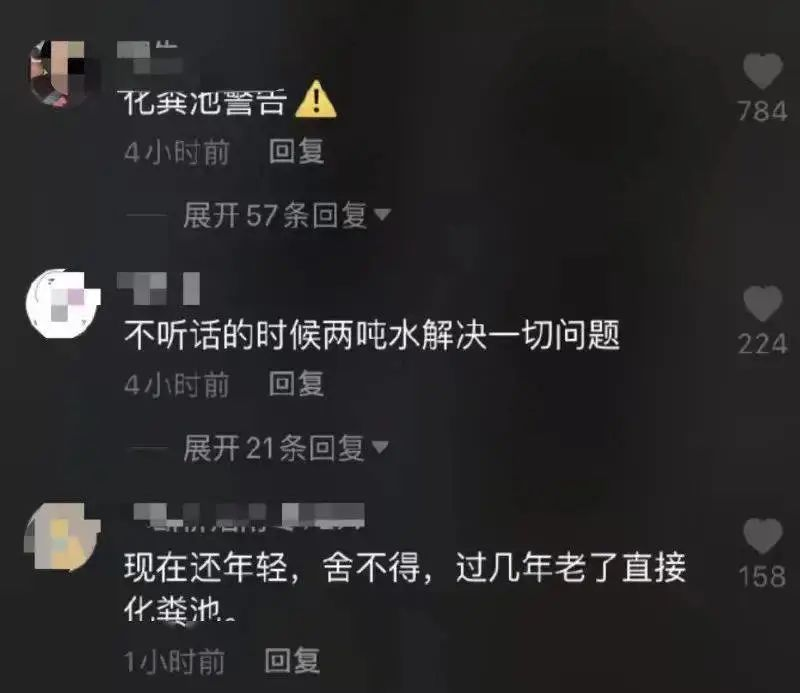 化粪池警告⚠️
784
4小时前 回复
展开57条回复
不听话的时候两吨水解决一切问题
224
4小时前 回复
展开21条回复
现在还年轻，舍不得，过几年老了直接
158
化粪池。
1小时前 回复